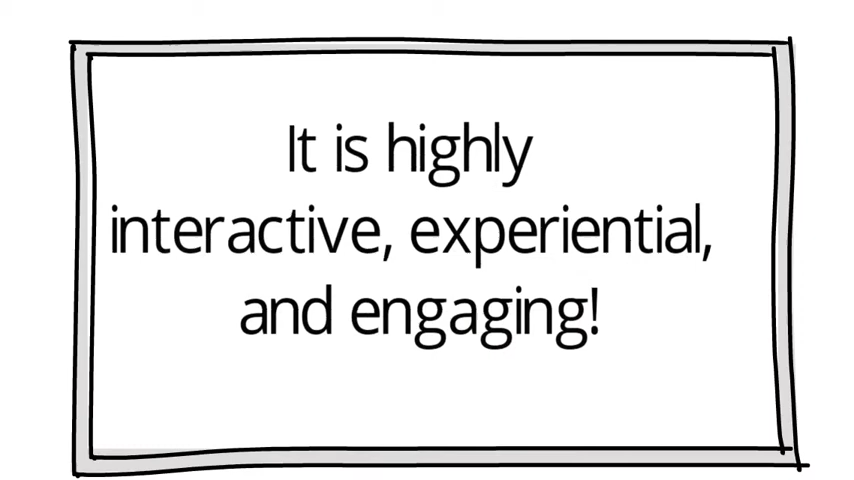 It is highly
interactive, experiential,
and engaging!